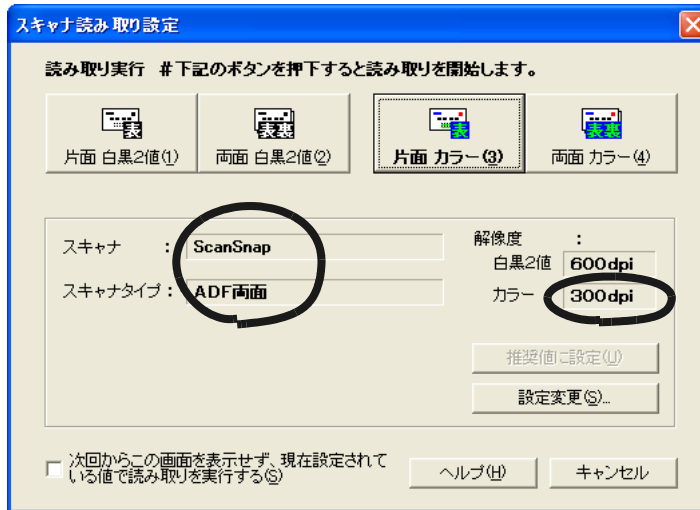 スキャナ読み取り設定
読み取り実行 #下記のボタンを押下すると読み取りを開始します。
表 表裏 表 表裏
片面 白黒2値(1) 両面 白黒2値(2) 片面 カラー(3) 両面 カラー(4)
スキャナ : ScanSnap
スキャナタイプ : ADF両面
解像度 :
白黒2値 600dpi
カラー 300dpi
推奨値に設定(U)
設定変更(S)...
次回からこの画面を表示せず、現在設定されて
いる値で読み取りを実行する(S)
ヘルプ(H) キャンセル